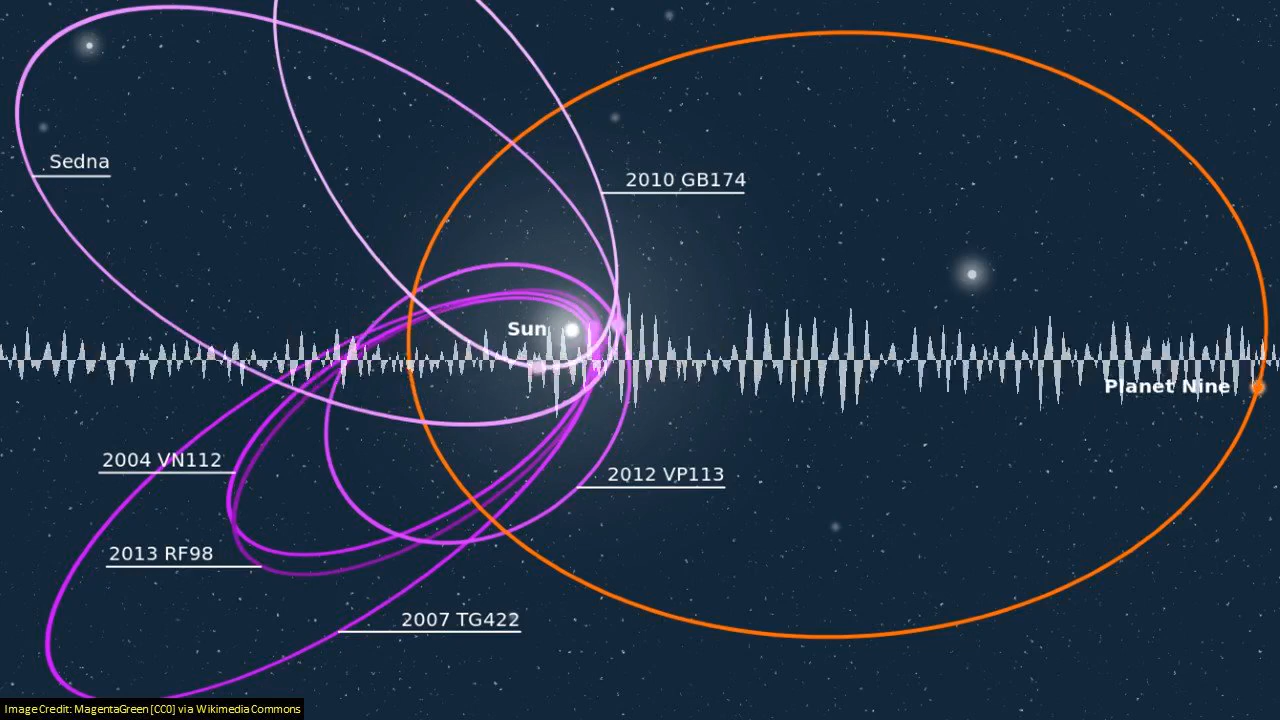 Sedna
2010 GB174
Sun
Planet Nine
2004 VN112
2012 VP113
2013 RF98
2007 TG422
Image Credit: MagentaGreen [CC0] via Wikimedia Commons